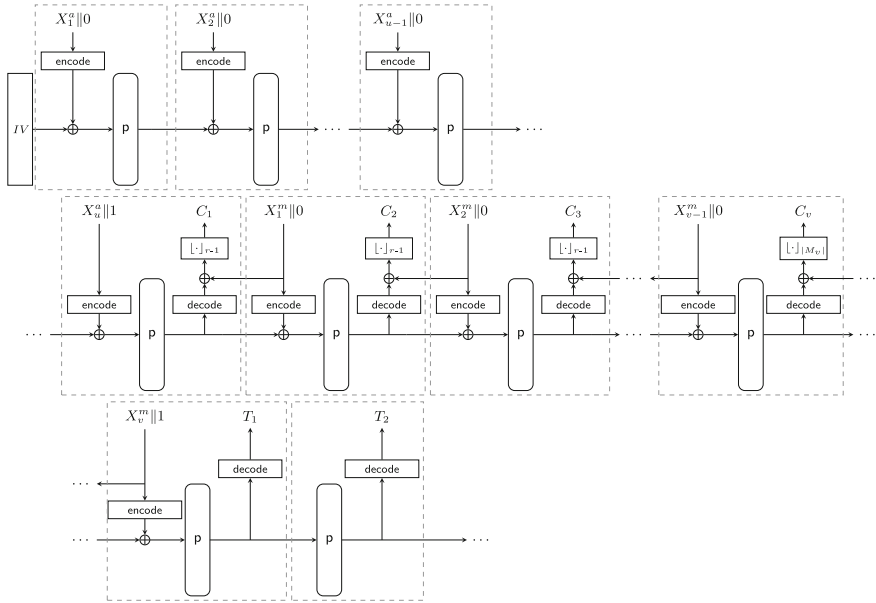 X_1^a‖0 X_2^a‖0 X_{u−1}^a‖0
encode encode encode
IV p p ··· p ···
X_u^a‖1 C_1 X_1^m‖0 C_2 X_2^m‖0 C_3 X_{v−1}^m‖0 C_v
⌊·⌋_{r-1} ⌊·⌋_{r-1} ⌊·⌋_{r-1} ⌊·⌋_{|M_v|}
··· ···
encode decode encode decode encode decode encode decode
··· p p p ··· p ···
X_v^m‖1 T_1 T_2
decode decode
···
encode
··· p p ···